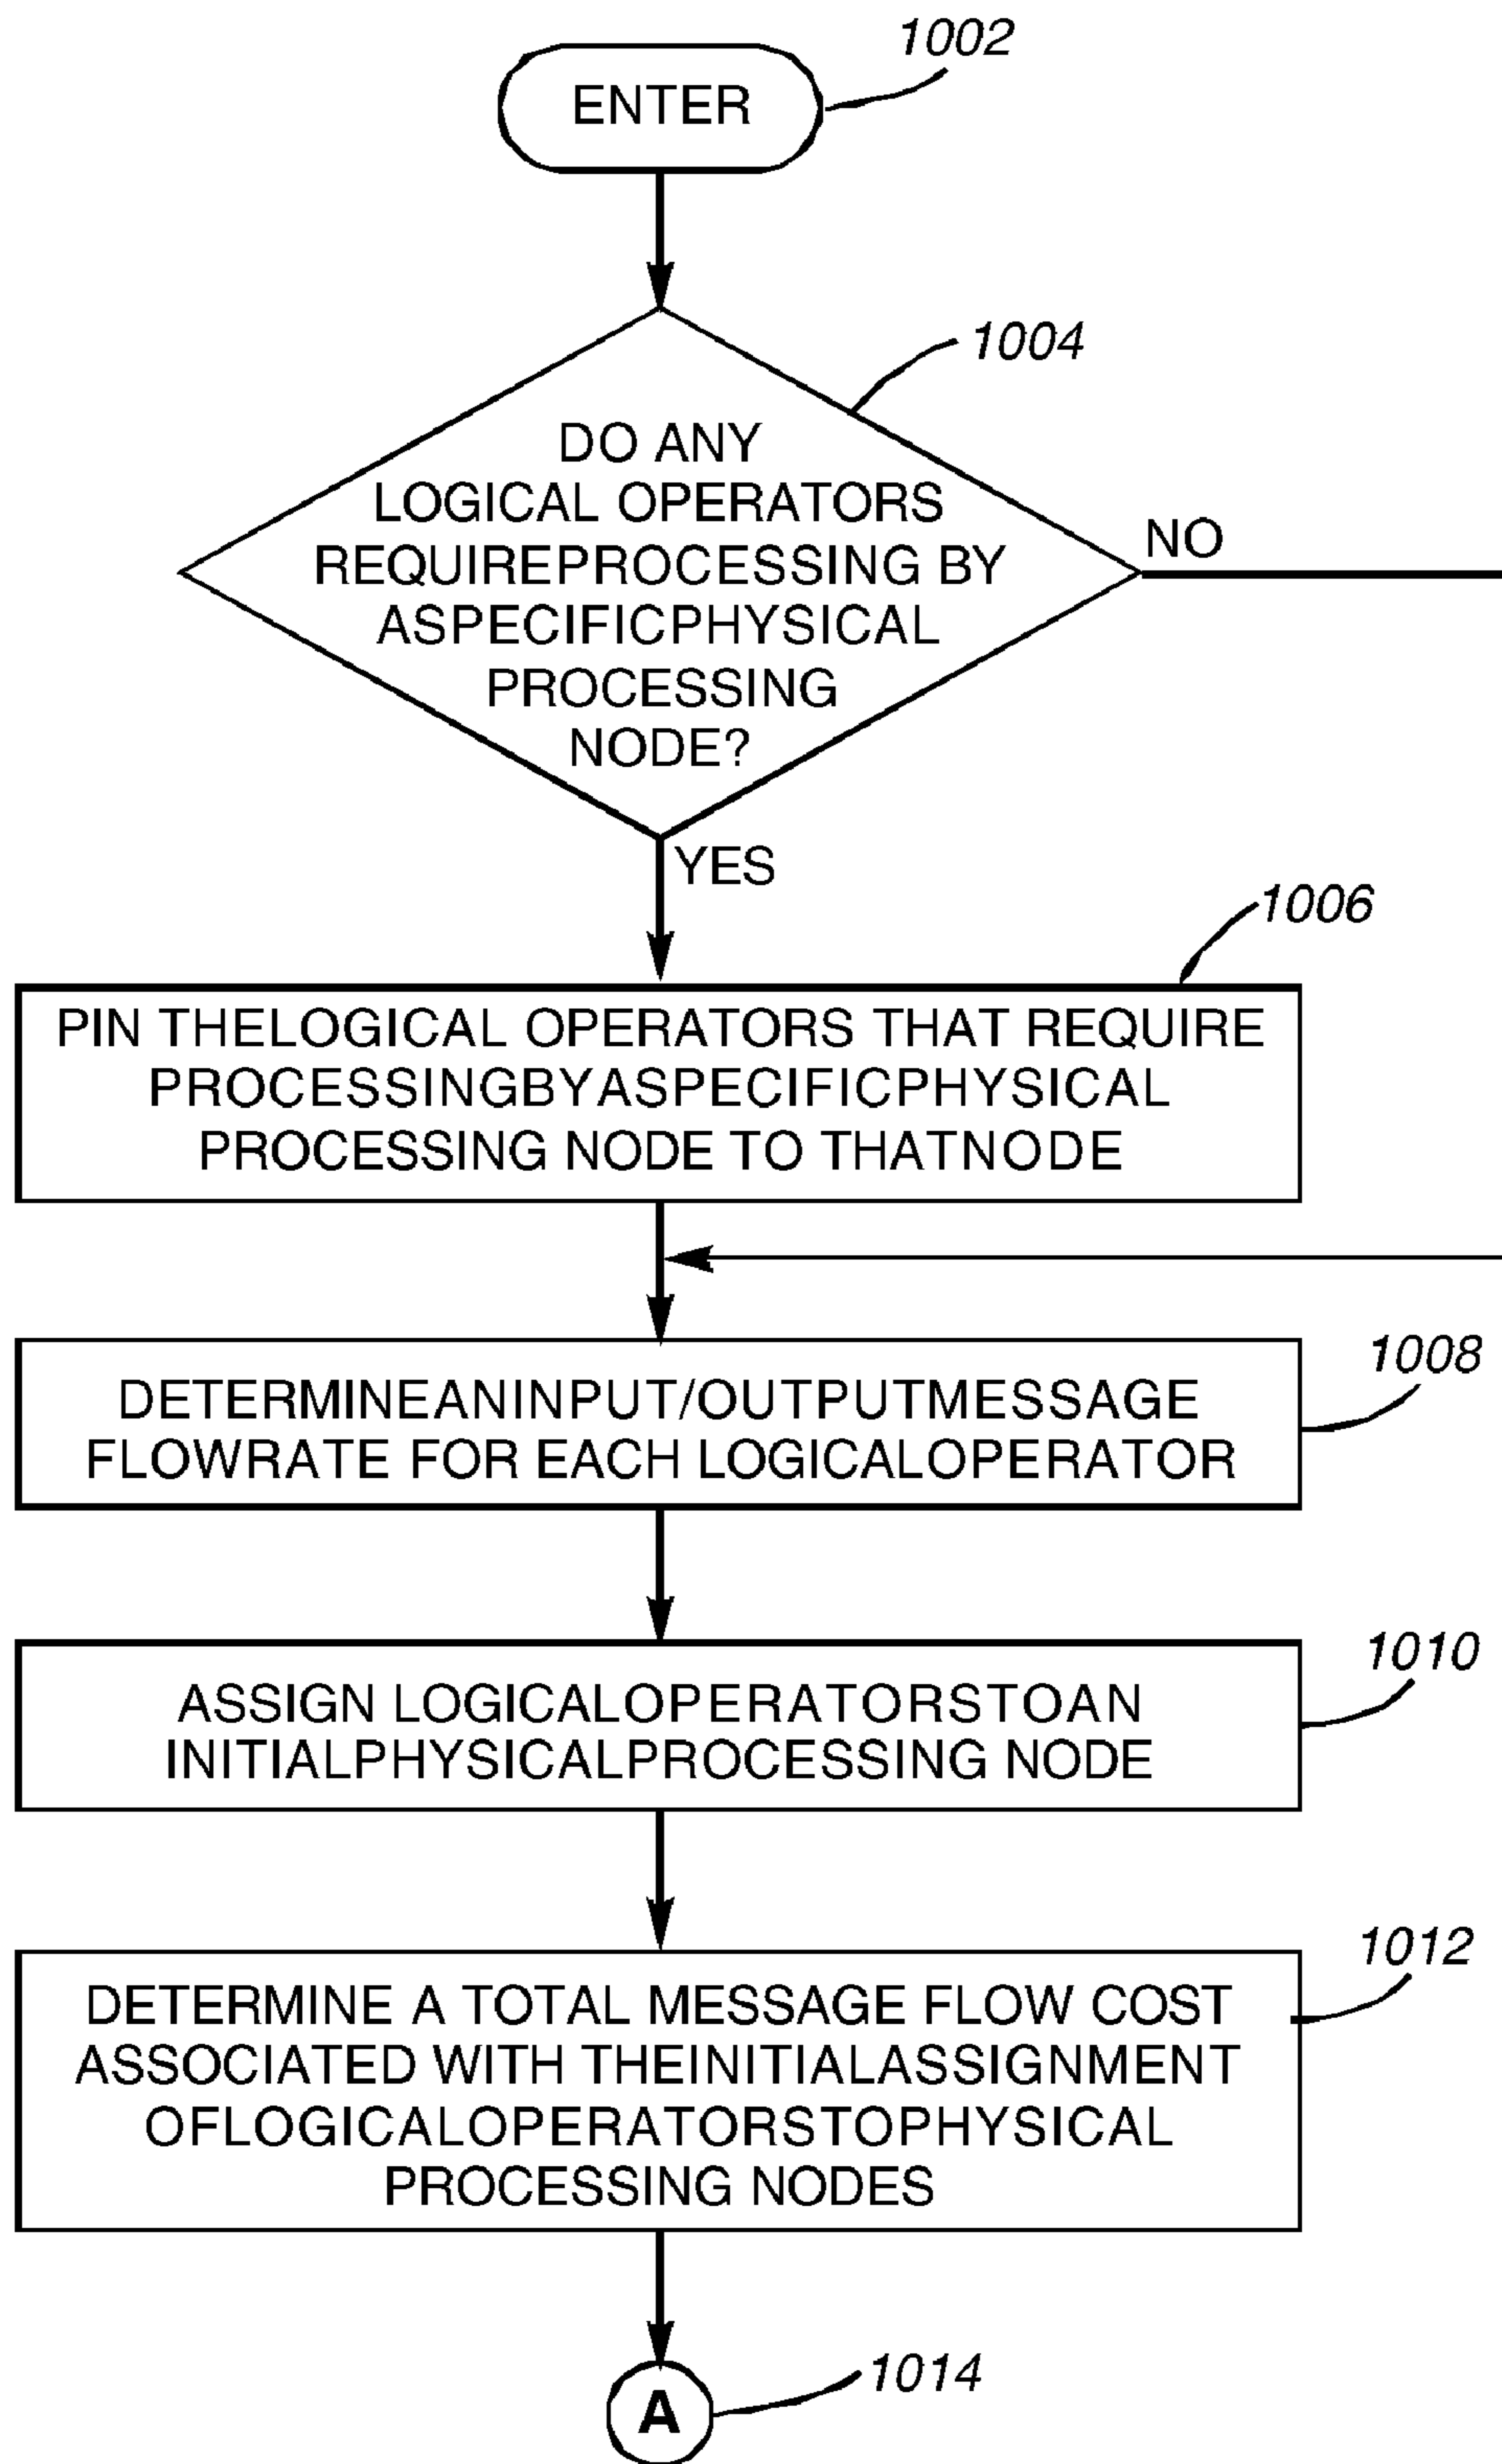 1002
ENTER
1004
DO ANY
LOGICAL OPERATORS
REQUIREPROCESSING BY
ASPECIFICPHYSICAL
PROCESSING
NODE?
NO
YES
1006
PIN THELOGICAL OPERATORS THAT REQUIRE
PROCESSINGBYASPECIFICPHYSICAL
PROCESSING NODE TO THATNODE
1008
DETERMINEANINPUT/OUTPUTMESSAGE
FLOWRATE FOR EACH LOGICALOPERATOR
1010
ASSIGN LOGICALOPERATORSTOAN
INITIALPHYSICALPROCESSING NODE
1012
DETERMINE A TOTAL MESSAGE FLOW COST
ASSOCIATED WITH THEINITIALASSIGNMENT
OFLOGICALOPERATORSTOPHYSICAL
PROCESSING NODES
1014
A